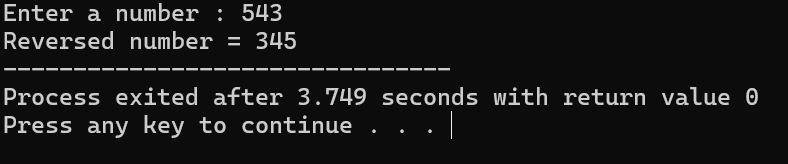 Enter a number : 543
Reversed number = 345
--------------------------------
Process exited after 3.749 seconds with return value 0
Press any key to continue . . .